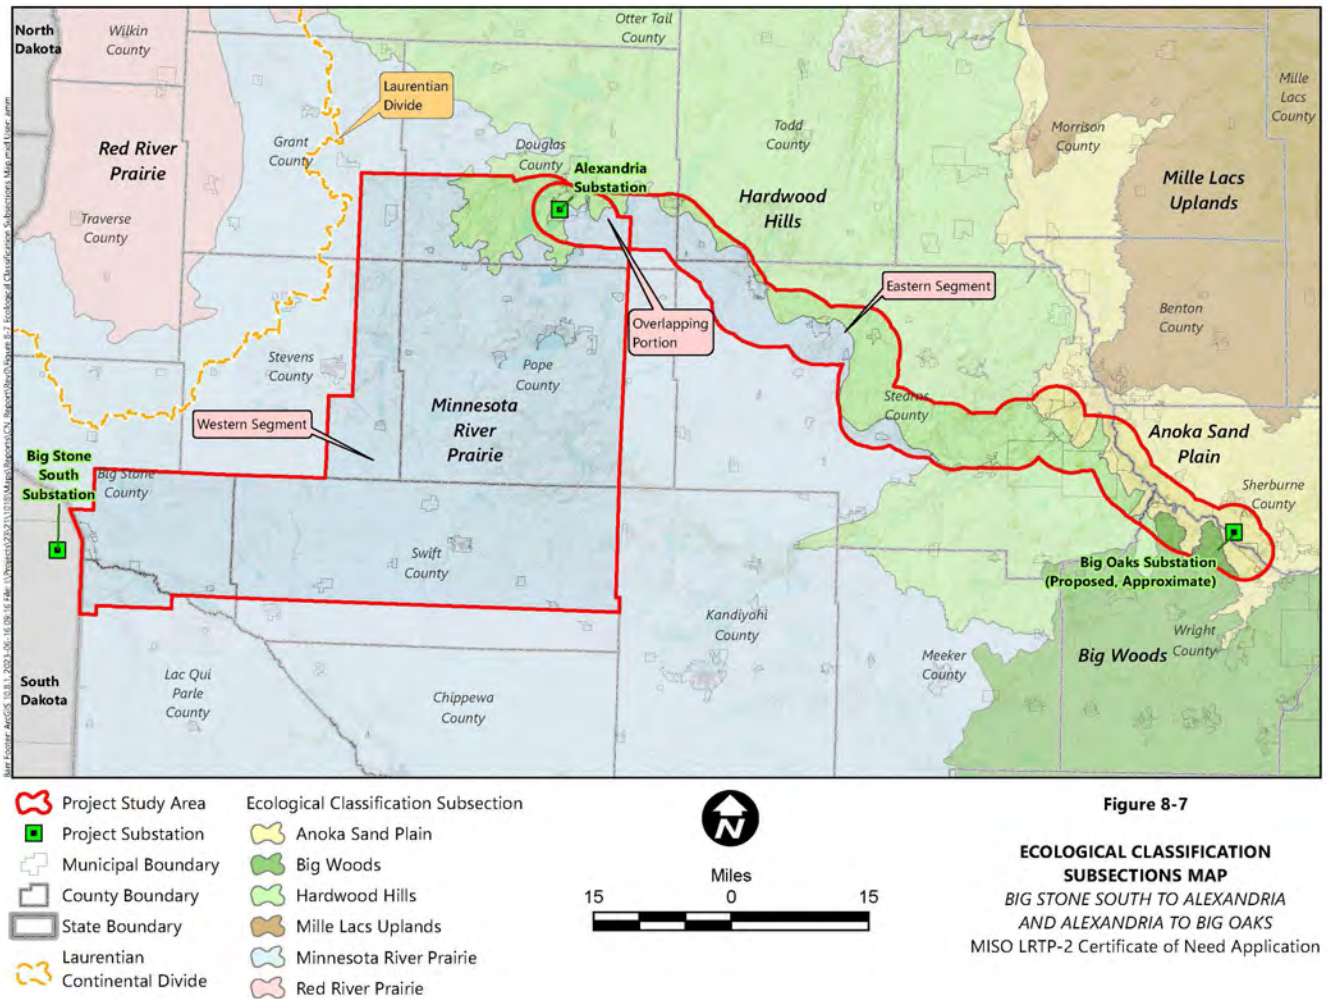 North
Dakota
Wilkin
County
Otter Tail
County
Laurentian
Divide
Mille
Lacs
County
Red River
Prairie
Grant
County
Douglas
County
Todd
County
Morrison
County
Alexandria
Substation
Hardwood
Hills
Mille Lacs
Uplands
Traverse
County
Eastern Segment
Overlapping
Portion
Benton
County
Stevens
County
Pope
County
Minnesota
River
Prairie
Stearns
County
Western Segment
Anoka Sand
Plain
Big Stone
South
Substation
Big Stone
County
Sherburne
County
Swift
County
Big Oaks Substation
(Proposed, Approximate)
Kandiyohi
County
Wright
County
Big Woods
Meeker
County
South
Dakota
Lac Qui
Parle
County
Chippewa
County
Project Study Area
Project Substation
Municipal Boundary
County Boundary
State Boundary
Laurentian
Continental Divide
Ecological Classification Subsection
Anoka Sand Plain
Big Woods
Hardwood Hills
Mille Lacs Uplands
Minnesota River Prairie
Red River Prairie
N
Miles
15 0 15
Figure 8-7
ECOLOGICAL CLASSIFICATION
SUBSECTIONS MAP
BIG STONE SOUTH TO ALEXANDRIA
AND ALEXANDRIA TO BIG OAKS
MISO LRTP-2 Certificate of Need Application